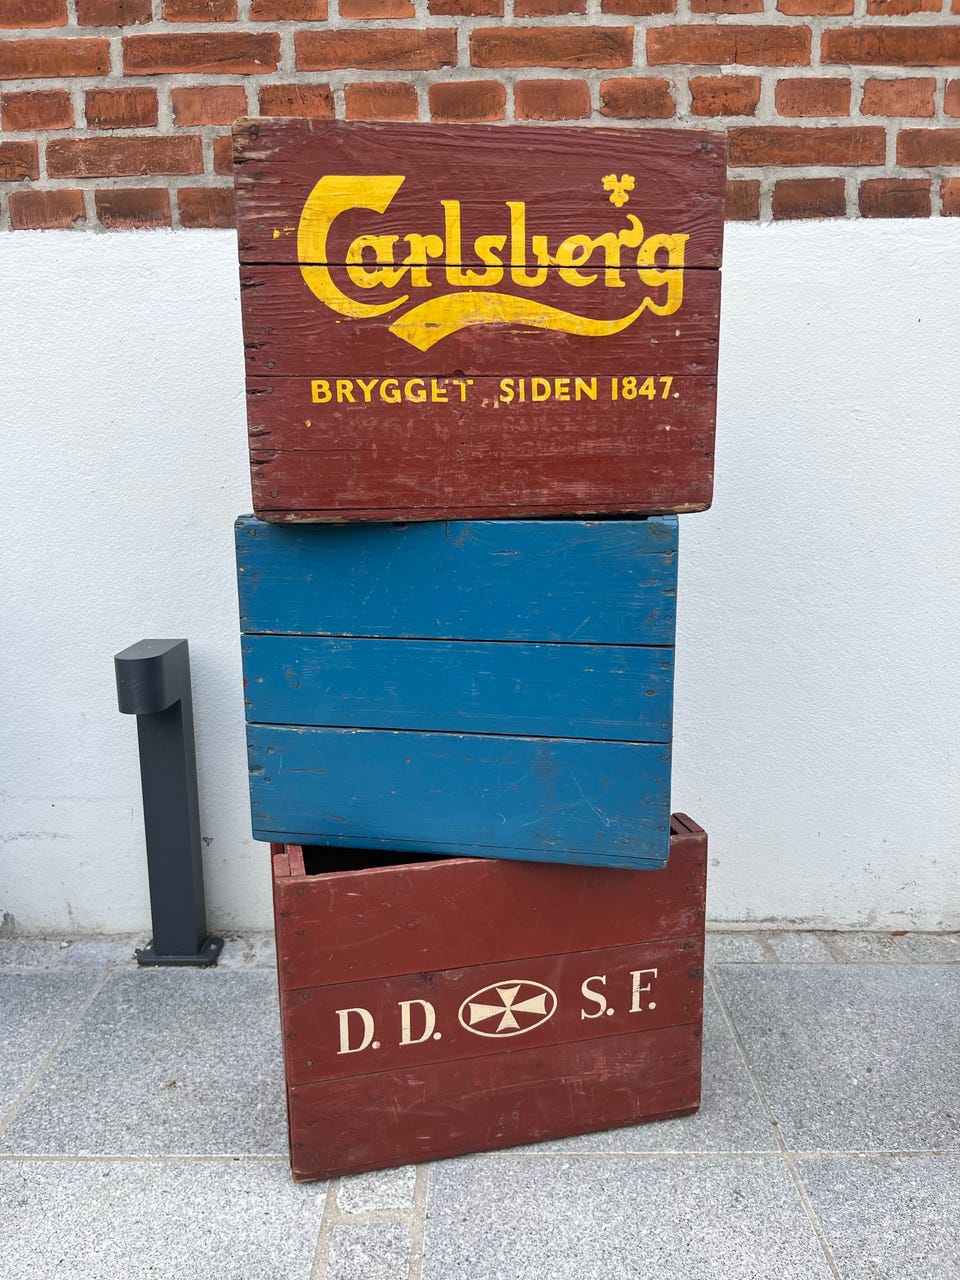 Carlsberg
BRYGGET SIDEN 1847.
D.D. S.F.